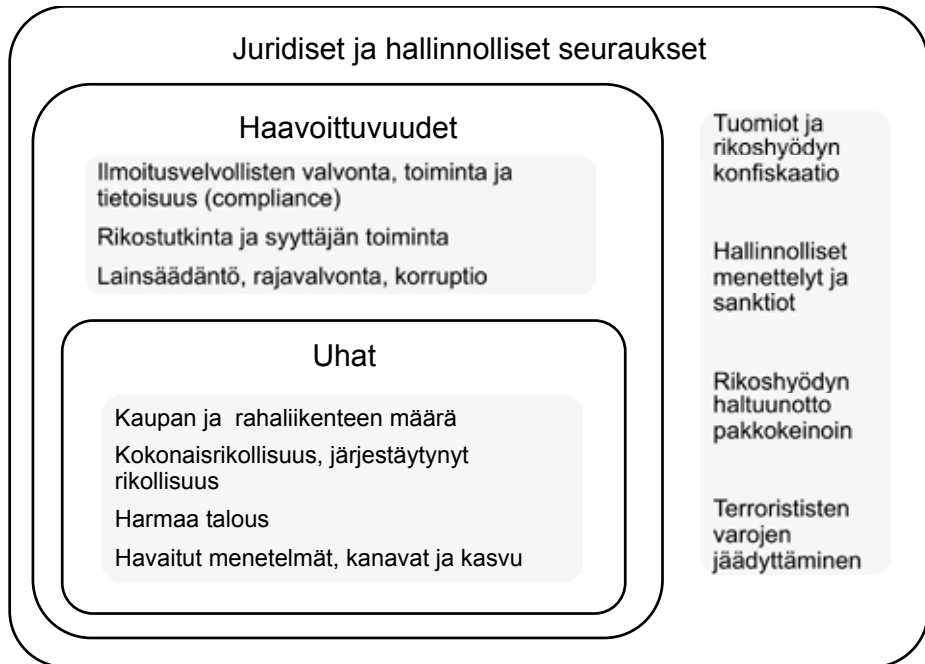 Juridiset ja hallinnolliset seuraukset
Haavoittuvuudet
Ilmoitusvelvollisten valvonta, toiminta ja
tietoisuus (compliance)
Rikostutkinta ja syyttäjän toiminta
Lainsäädäntö, rajavalvonta, korruptio
Uhat
Kaupan ja rahaliikenteen määrä
Kokonaisrikollisuus, järjestäytynyt
rikollisuus
Harmaa talous
Havaitut menetelmät, kanavat ja kasvu
Tuomiot ja
rikoshyödyn
konfiskaatio
Hallinnolliset
menettelyt ja
sanktiot
Rikoshyödyn
haltuunotto
pakkokeinoin
Terrorististen
varojen
jäädyttäminen